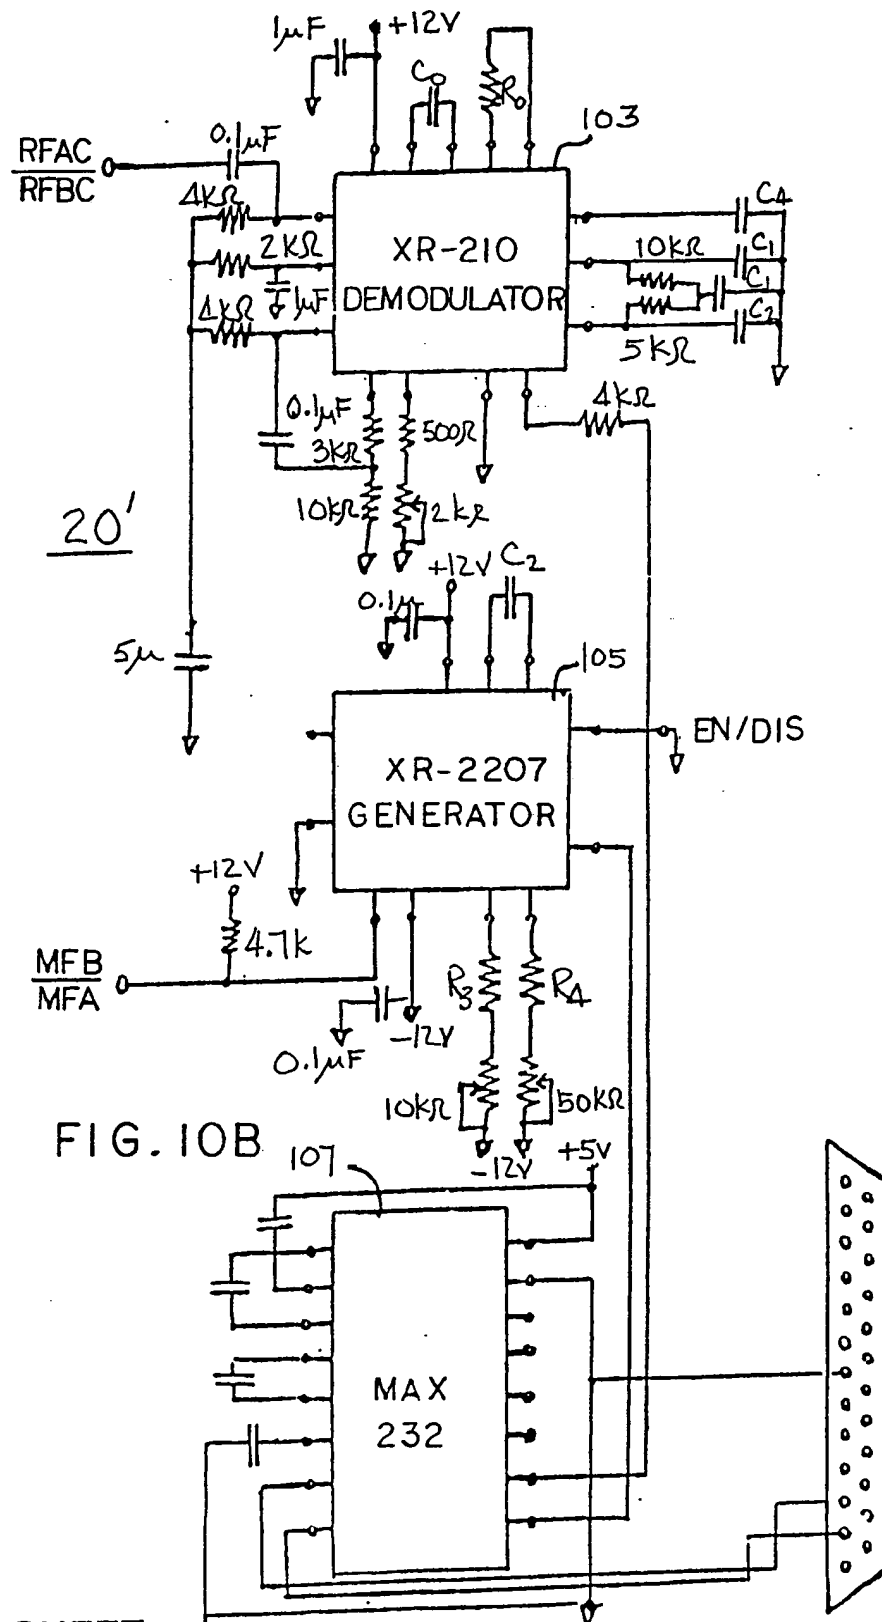 1μF
+12V
C0
R0
103
0.1μF
RFAC
RFBC
4kΩ
2kΩ
1μF
4kΩ
XR-210
DEMODULATOR
C4
10kΩ
C1
C1
C2
5kΩ
0.1μF
3kΩ
500Ω
4kΩ
10kΩ
2kΩ
20'
+12V
C2
0.1μ
5μ
105
XR-2207
GENERATOR
EN/DIS
+12V
4.7k
MFB
MFA
R3
R4
-12V
0.1μF
10kΩ
50kΩ
-12V
+5V
FIG. 10B
107
MAX
232